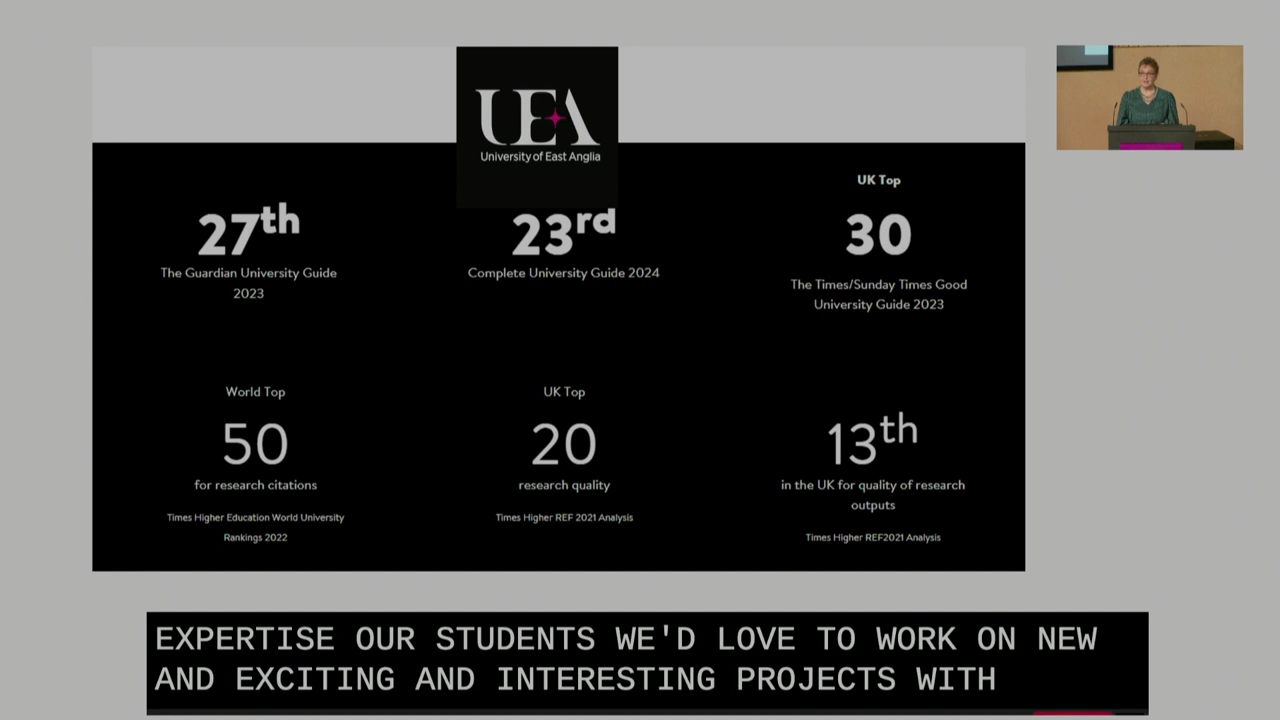 UEA
University of East Anglia
27th
The Guardian University Guide
2023
23rd
Complete University Guide 2024
UK Top
30
The Times/Sunday Times Good
University Guide 2023
World Top
50
for research citations
Times Higher Education World University
Rankings 2022
UK Top
20
research quality
Times Higher REF 2021 Analysis
13th
in the UK for quality of research
outputs
Times Higher REF2021 Analysis
EXPERTISE OUR STUDENTS WE'D LOVE TO WORK ON NEW
AND EXCITING AND INTERESTING PROJECTS WITH